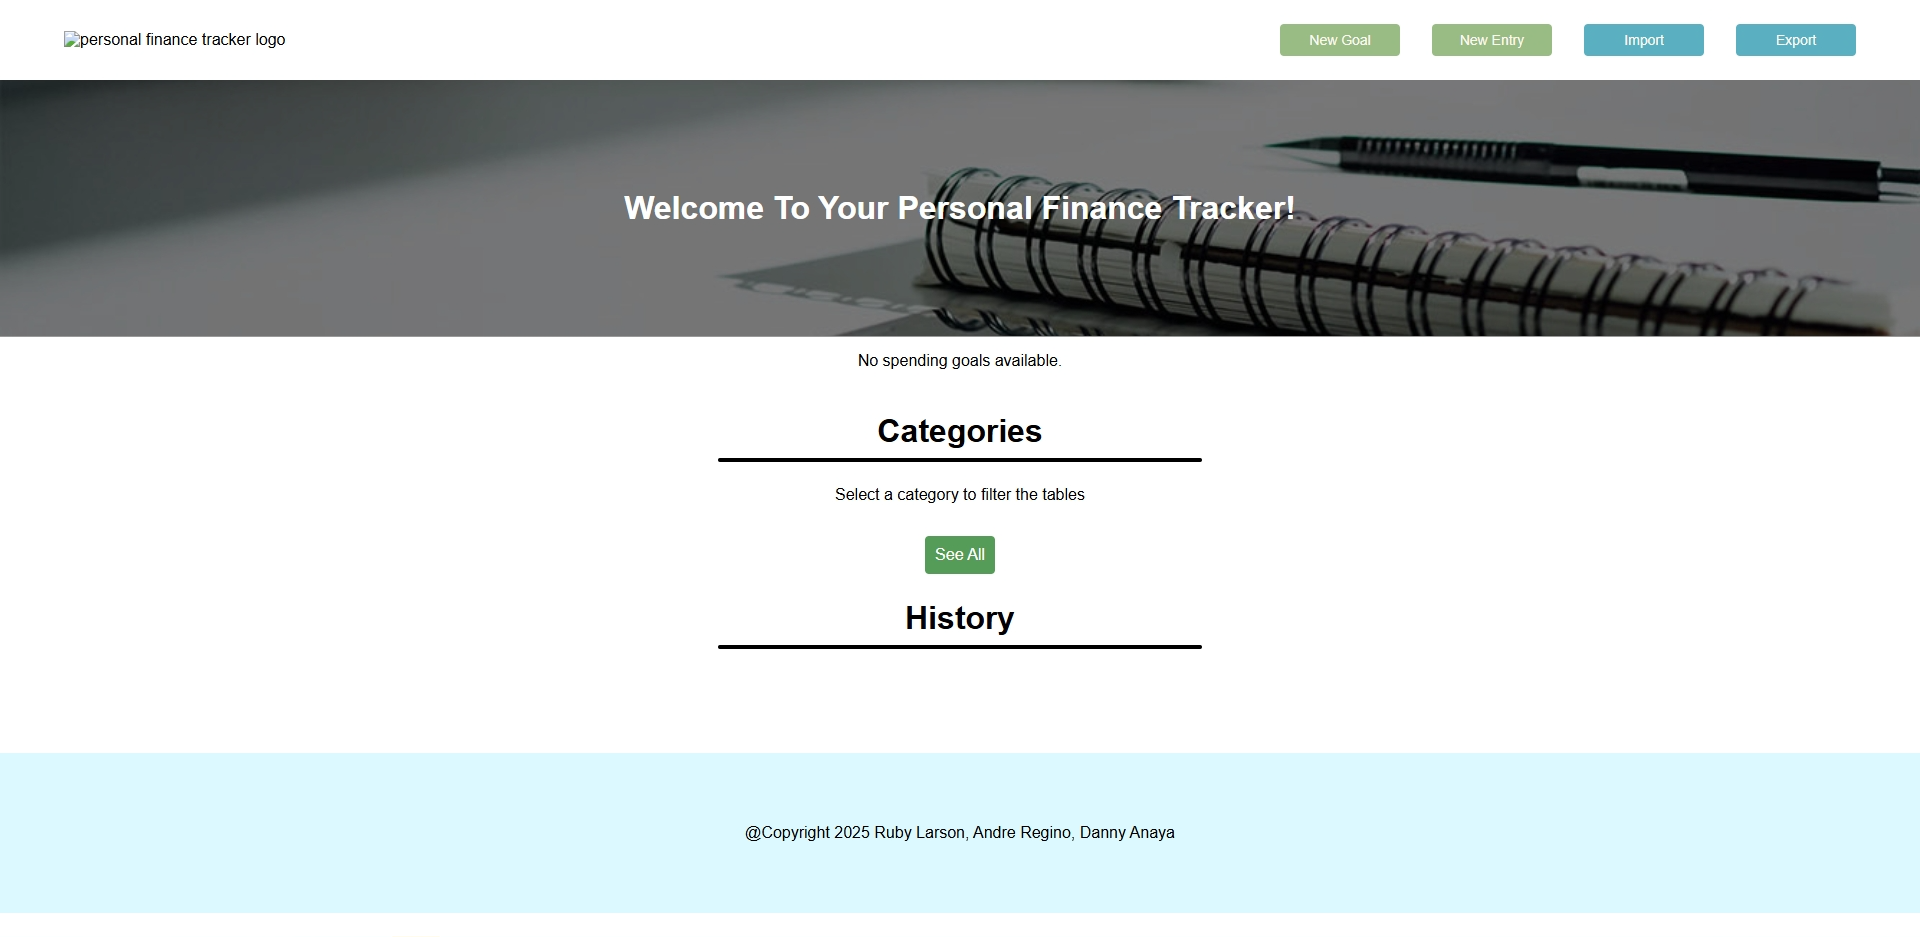 personal finance tracker logo
New Goal
New Entry
Import
Export
Welcome To Your Personal Finance Tracker!
No spending goals available.
Categories
Select a category to filter the tables
See All
History
@Copyright 2025 Ruby Larson, Andre Regino, Danny Anaya